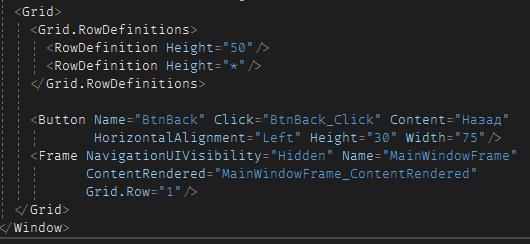 <Grid>
<Grid.RowDefinitions>
<RowDefinition Height="50"/>
<RowDefinition Height="*"/>
</Grid.RowDefinitions>
<Button Name="BtnBack" Click="BtnBack_Click" Content="Назад"
HorizontalAlignment="Left" Height="30" Width="75"/>
<Frame NavigationUIVisibility="Hidden" Name="MainWindowFrame"
ContentRendered="MainWindowFrame_ContentRendered"
Grid.Row="1"/>
</Grid>
</Window>